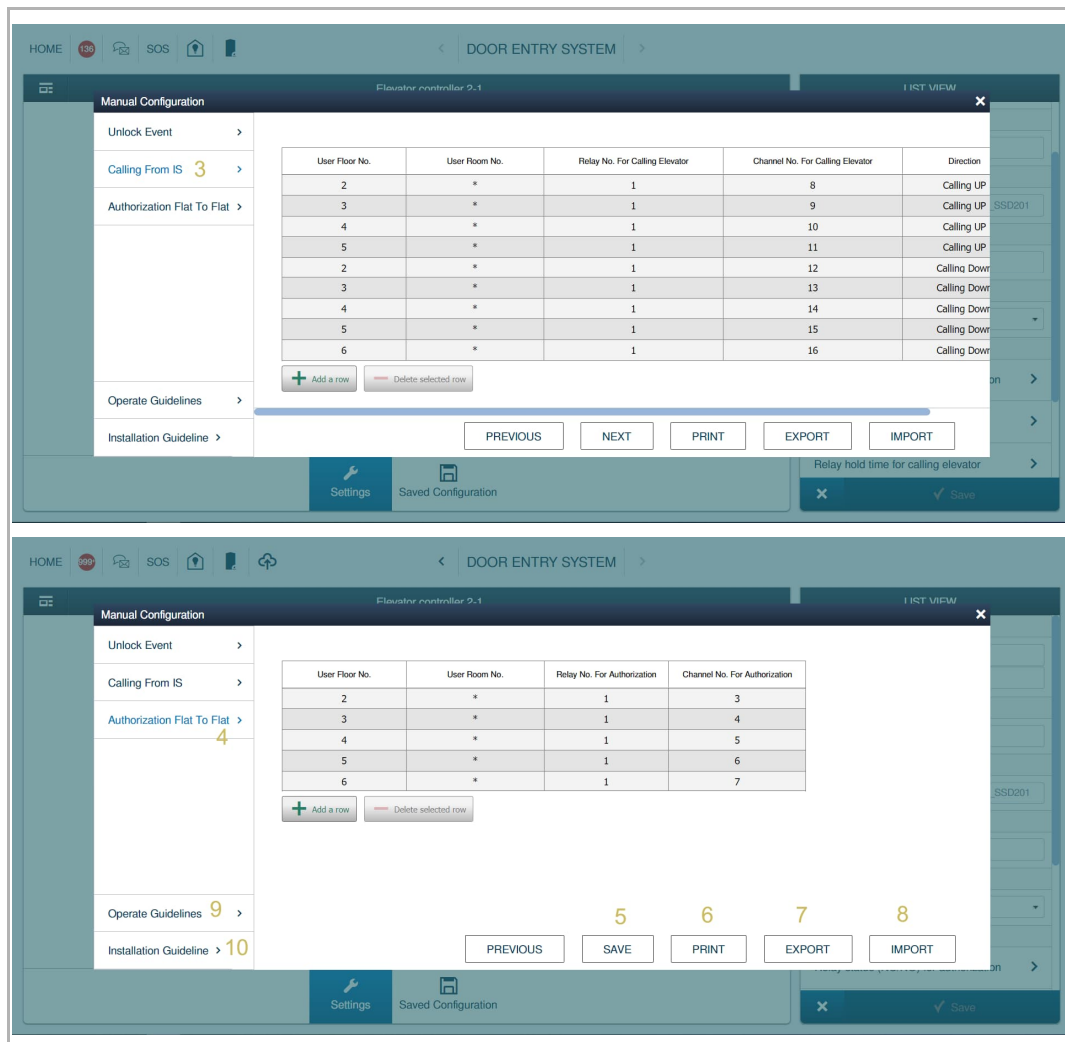 HOME 136 SOS < DOOR ENTRY SYSTEM >
Elevator controller 2-1 LIST VIEW
Manual Configuration ×
Unlock Event >
Calling From IS 3 >
Authorization Flat To Flat >
User Floor No. User Room No. Relay No. For Calling Elevator Channel No. For Calling Elevator Direction
2 * 1 8 Calling UP
3 * 1 9 Calling UP
4 * 1 10 Calling UP
5 * 1 11 Calling UP
2 * 1 12 Calling Down
3 * 1 13 Calling Down
4 * 1 14 Calling Down
5 * 1 15 Calling Down
6 * 1 16 Calling Down
_SSD201
Add a row Delete selected row
on >
Operate Guidelines >
Installation Guideline >
PREVIOUS NEXT PRINT EXPORT IMPORT
Relay hold time for calling elevator >
Settings Saved Configuration × Save
HOME 999+ SOS < DOOR ENTRY SYSTEM >
Elevator controller 2-1 LIST VIEW
Manual Configuration ×
Unlock Event >
Calling From IS >
Authorization Flat To Flat >
4
User Floor No. User Room No. Relay No. For Authorization Channel No. For Authorization
2 * 1 3
3 * 1 4
4 * 1 5
5 * 1 6
6 * 1 7
_SSD201
Add a row Delete selected row
Operate Guidelines 9 >
Installation Guideline > 10
5 6 7 8
PREVIOUS SAVE PRINT EXPORT IMPORT
on >
Settings Saved Configuration × Save